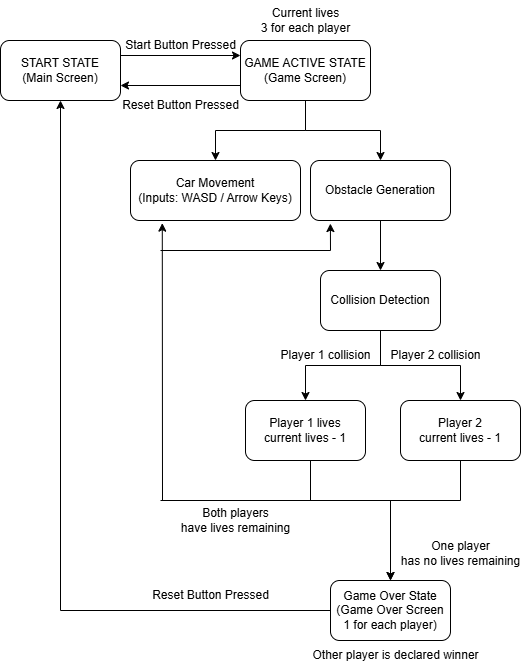 Current lives
3 for each player
Start Button Pressed
START STATE
(Main Screen)
GAME ACTIVE STATE
(Game Screen)
Reset Button Pressed
Car Movement
(Inputs: WASD / Arrow Keys)
Obstacle Generation
Collision Detection
Player 1 collision
Player 2 collision
Player 1 lives
current lives - 1
Player 2
current lives - 1
Both players
have lives remaining
One player
has no lives remaining
Reset Button Pressed
Game Over State
(Game Over Screen
1 for each player)
Other player is declared winner